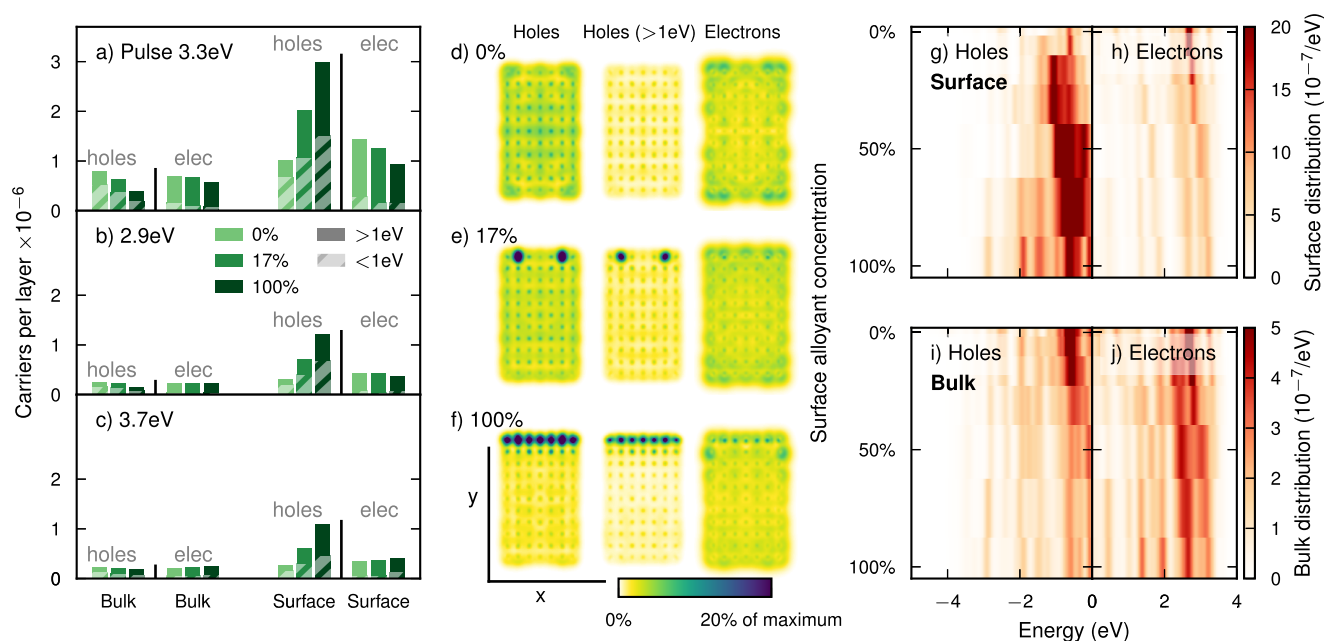 a) Pulse 3.3eV
holes
elec
holes
elec
3
2
1
0
b) 2.9eV
0%
17%
100%
>1eV
<1eV
holes
elec
holes
elec
2
1
0
c) 3.7eV
holes
elec
holes
elec
2
1
0
Bulk
Bulk
Surface
Surface
Carriers per layer ×10⁻⁶
Holes
Holes (>1eV)
Electrons
d) 0%
e) 17%
f) 100%
y
x
0%
20% of maximum
Surface alloyant concentration
0%
50%
100%
g) Holes
Surface
h) Electrons
20
15
10
5
0
Surface distribution (10⁻⁷/eV)
0%
50%
100%
i) Holes
Bulk
j) Electrons
5
4
3
2
1
0
Bulk distribution (10⁻⁷/eV)
−4
−2
0
2
4
Energy (eV)